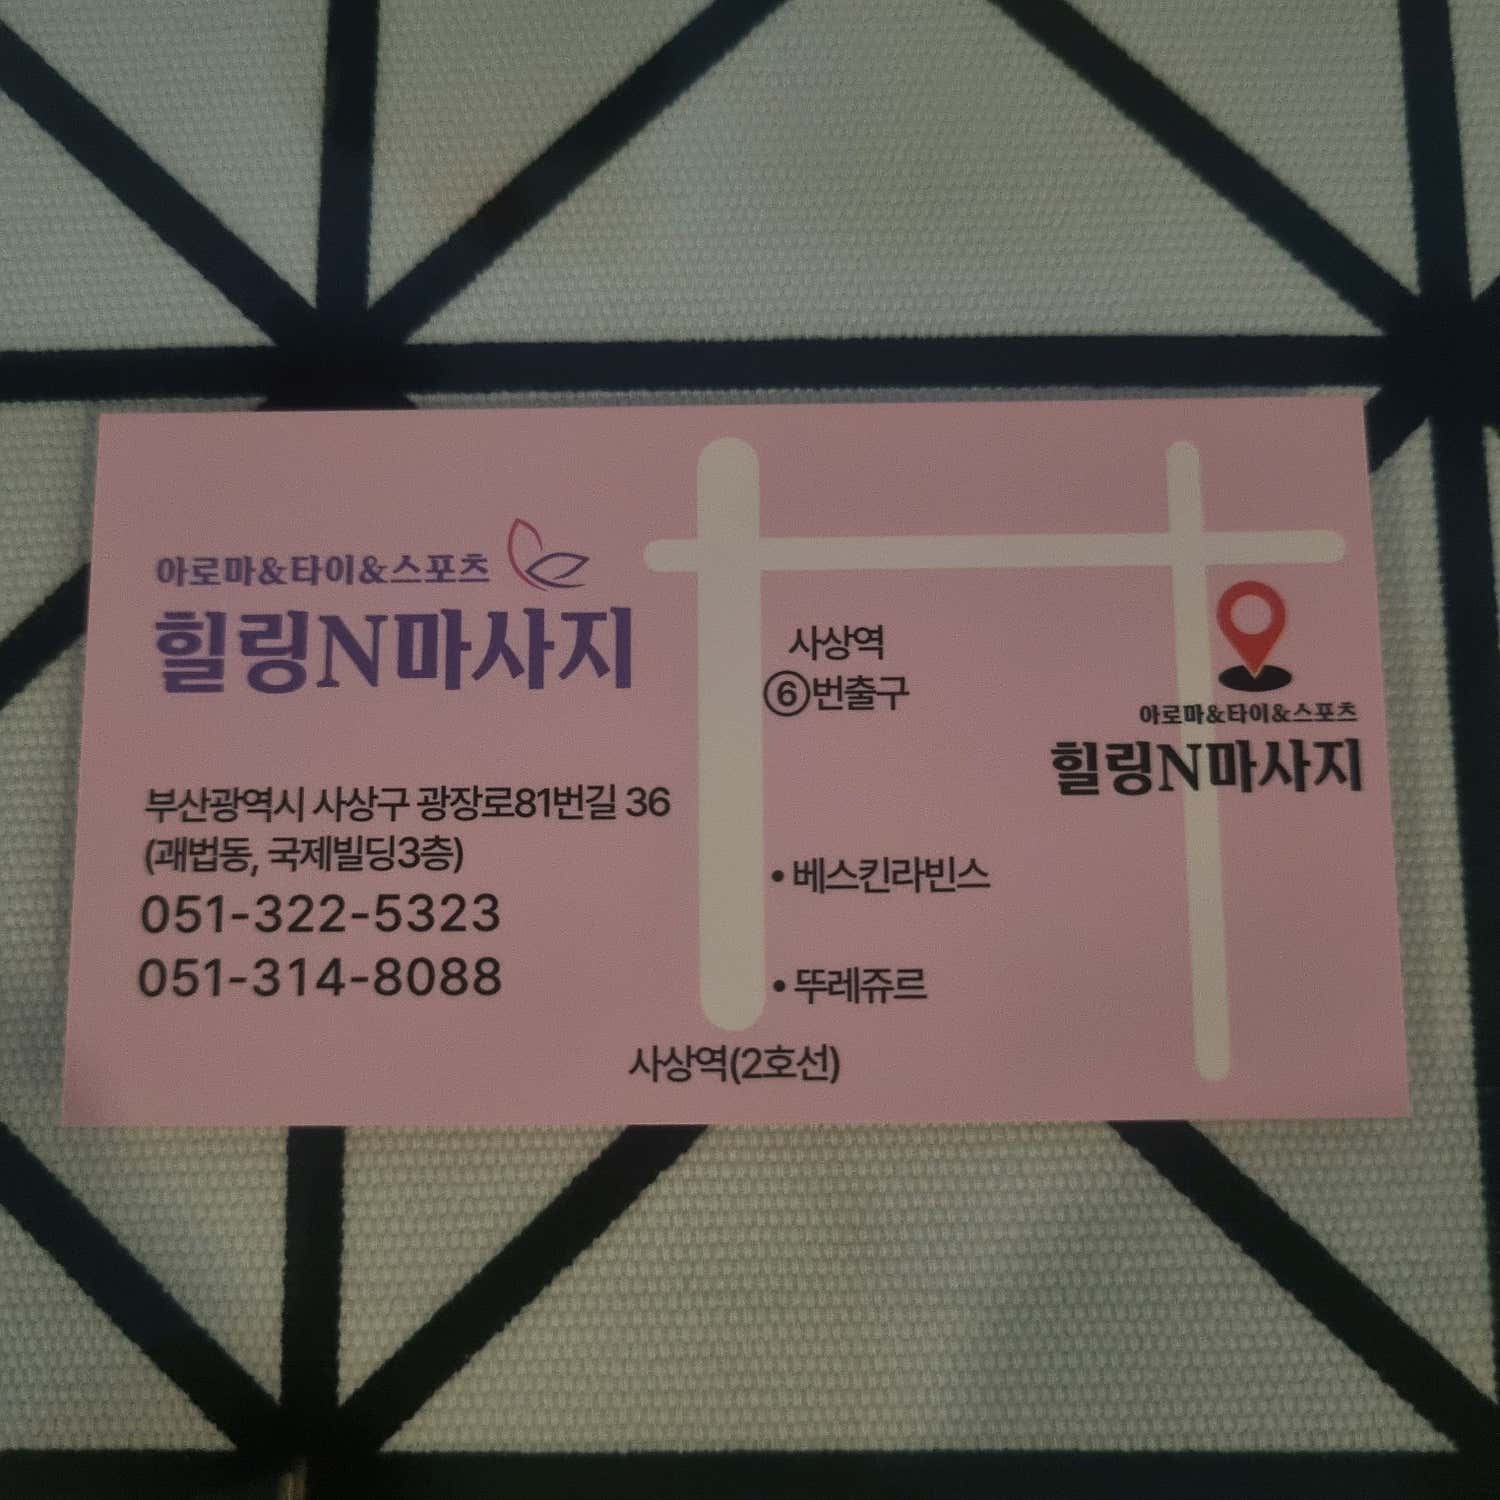 아로마&타이&스포츠
힐링N마사지
부산광역시 사상구 광장로81번길 36
(괘법동, 국제빌딩3층)
051-322-5323
051-314-8088
사상역
⑥번출구
아로마&타이&스포츠
힐링N마사지
• 베스킨라빈스
• 뚜레쥬르
사상역(2호선)